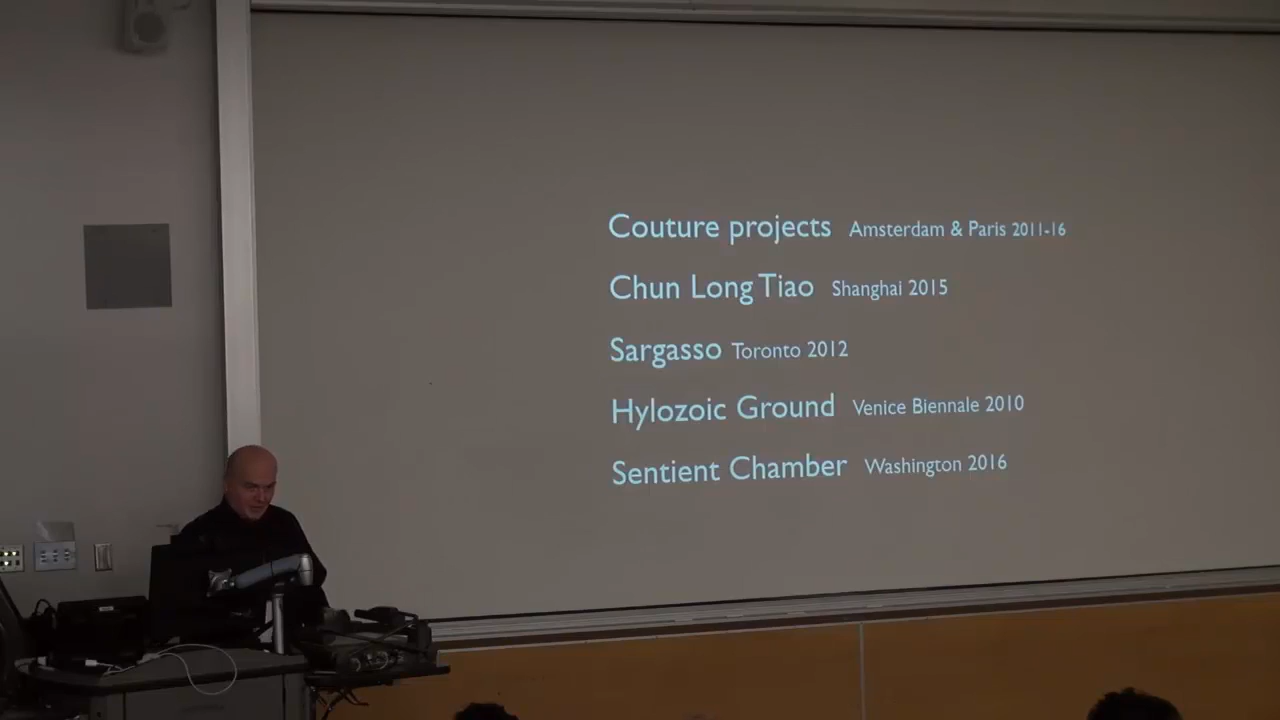 Couture projects Amsterdam & Paris 2011-16
Chun Long Tiao Shanghai 2015
Sargasso Toronto 2012
Hylozoic Ground Venice Biennale 2010
Sentient Chamber Washington 2016